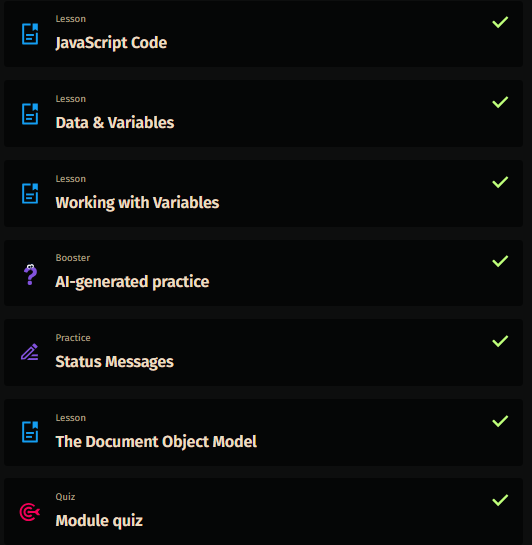 Lesson
JavaScript Code
Lesson
Data & Variables
Lesson
Working with Variables
Booster
AI-generated practice
Practice
Status Messages
Lesson
The Document Object Model
Quiz
Module quiz